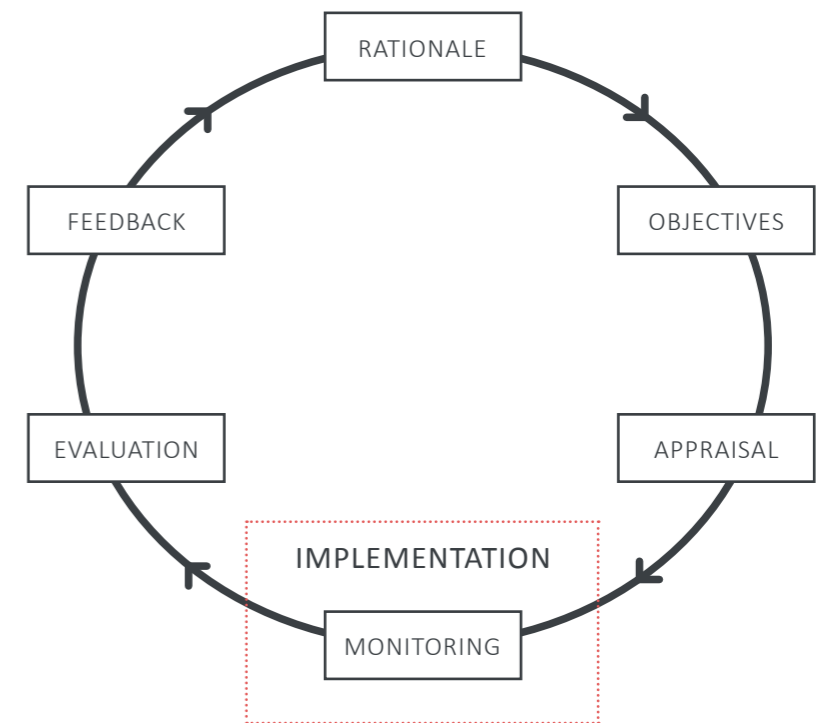 RATIONALE
OBJECTIVES
APPRAISAL
IMPLEMENTATION
MONITORING
EVALUATION
FEEDBACK